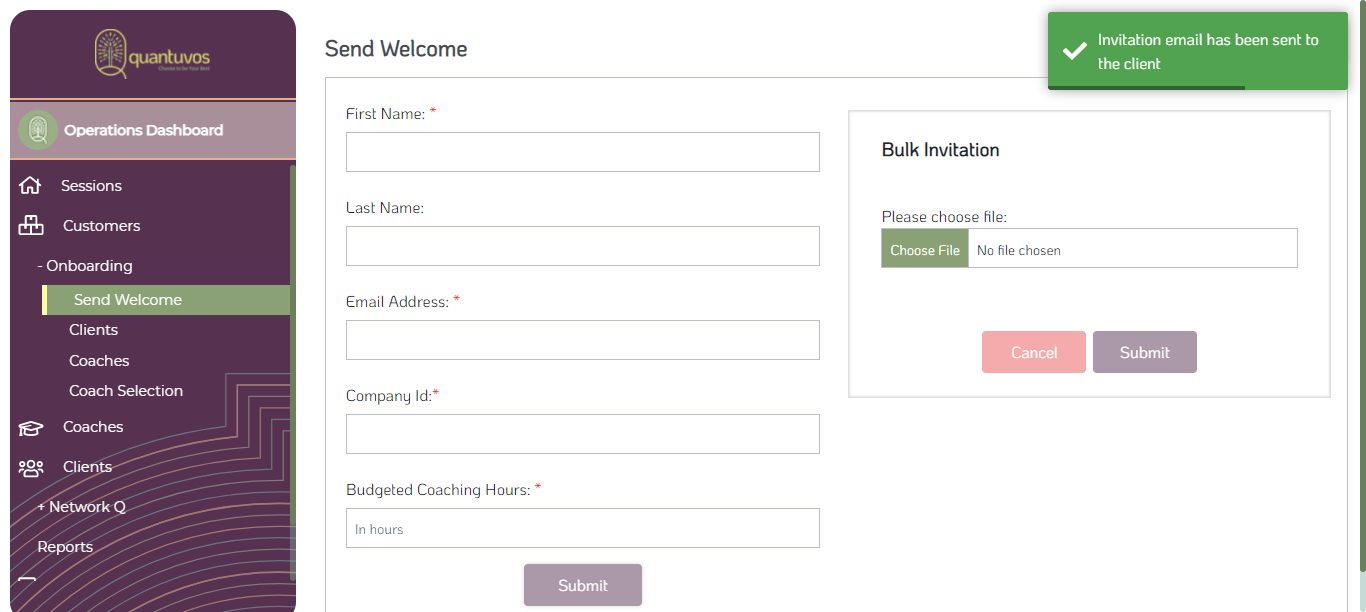 quantuvos
Choose to be Your Best
Operations Dashboard
Sessions
Customers
- Onboarding
Send Welcome
Clients
Coaches
Coach Selection
Coaches
Clients
+ Network Q
Reports
Send Welcome
Invitation email has been sent to
the client
First Name: *
Last Name:
Email Address: *
Company Id:*
Budgeted Coaching Hours: *
In hours
Submit
Bulk Invitation
Please choose file:
Choose File No file chosen
Cancel Submit